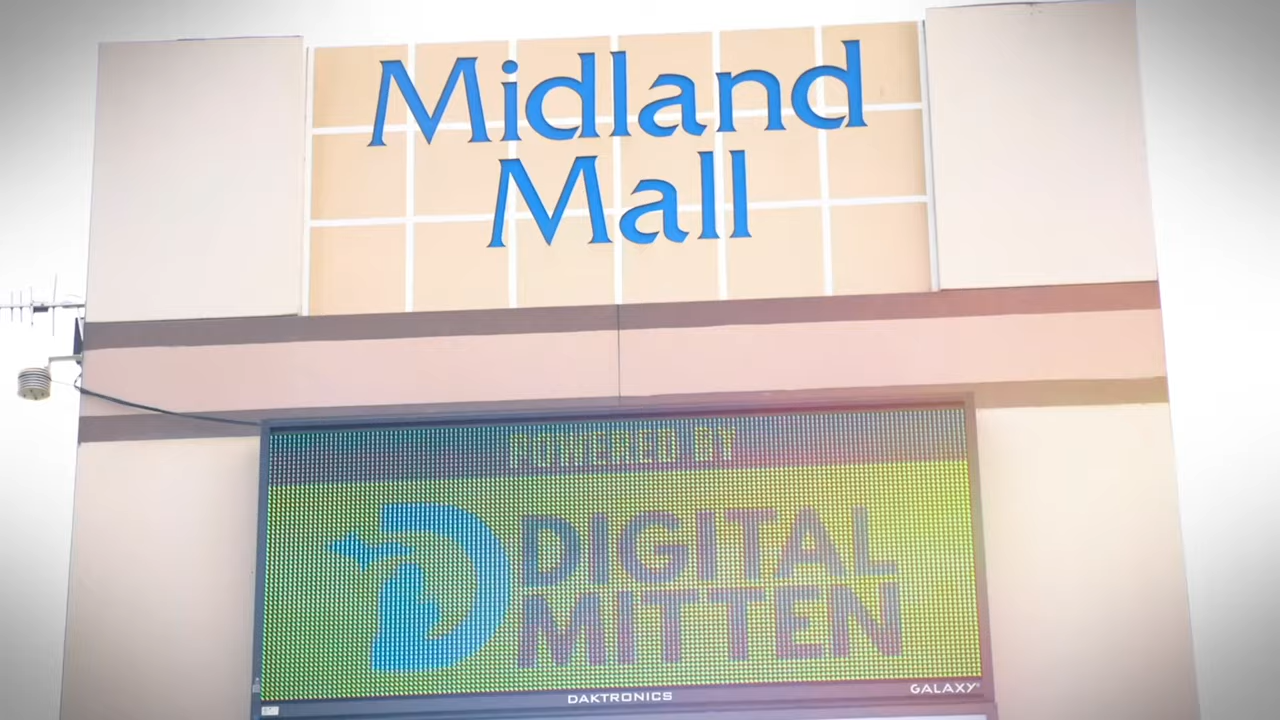 Midland
Mall
POWERED BY
DIGITAL
MITTEN
DAKTRONICS
GALAXY®